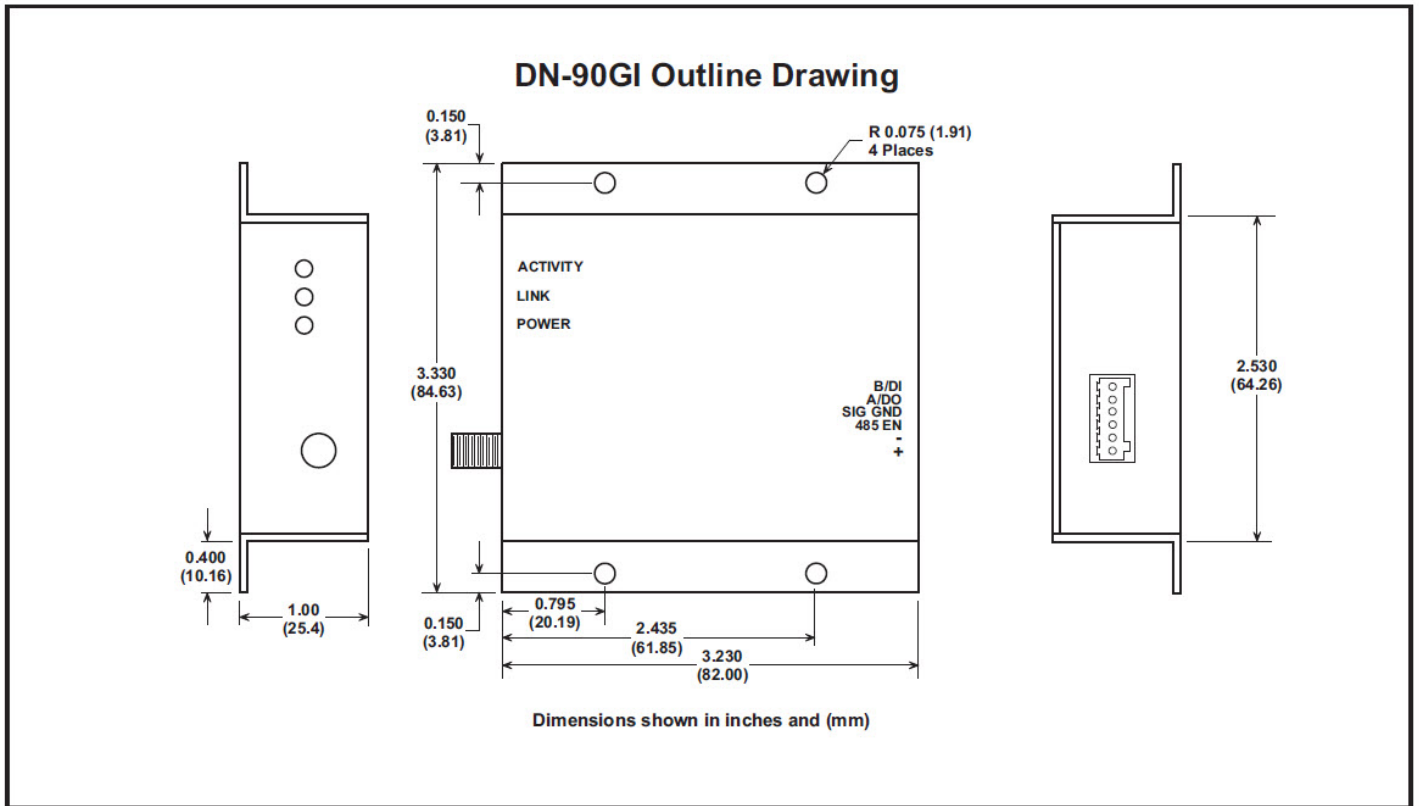 DN-90GI Outline Drawing
0.150
(3.81)
R 0.075 (1.91)
4 Places
ACTIVITY
LINK
POWER
3.330
(84.63)
B/DI
A/DO
SIG GND
485 EN
-
+
2.530
(64.26)
0.400
(10.16)
1.00
(25.4)
0.150
(3.81)
0.795
(20.19)
2.435
(61.85)
3.230
(82.00)
Dimensions shown in inches and (mm)